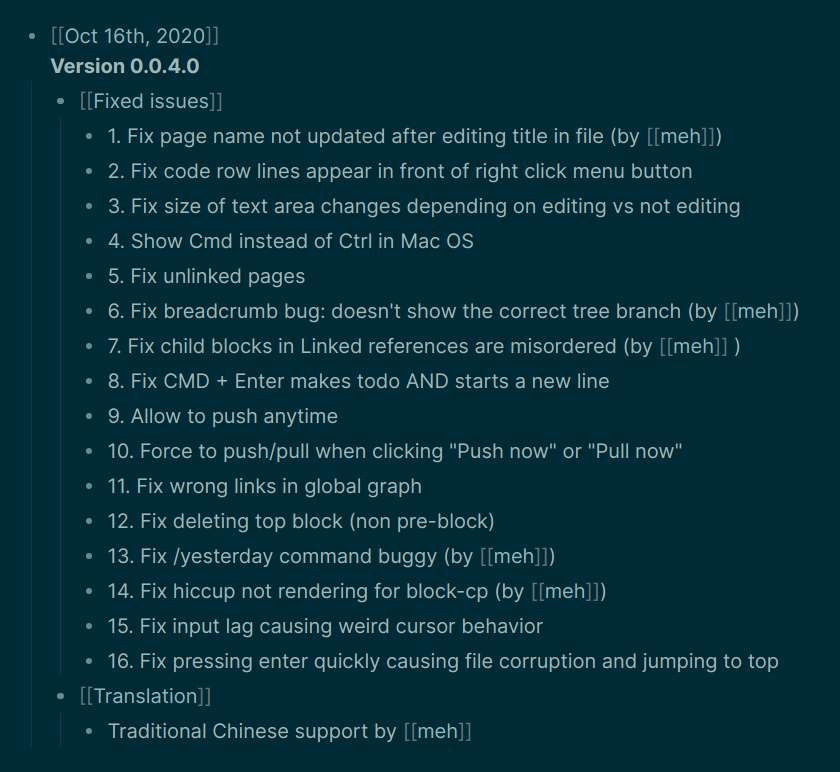 [[Oct 16th, 2020]]
Version 0.0.4.0
[[Fixed issues]]
1. Fix page name not updated after editing title in file (by [[meh]])
2. Fix code row lines appear in front of right click menu button
3. Fix size of text area changes depending on editing vs not editing
4. Show Cmd instead of Ctrl in Mac OS
5. Fix unlinked pages
6. Fix breadcrumb bug: doesn't show the correct tree branch (by [[meh]])
7. Fix child blocks in Linked references are misordered (by [[meh]] )
8. Fix CMD + Enter makes todo AND starts a new line
9. Allow to push anytime
10. Force to push/pull when clicking "Push now" or "Pull now"
11. Fix wrong links in global graph
12. Fix deleting top block (non pre-block)
13. Fix /yesterday command buggy (by [[meh]])
14. Fix hiccup not rendering for block-cp (by [[meh]])
15. Fix input lag causing weird cursor behavior
16. Fix pressing enter quickly causing file corruption and jumping to top
[[Translation]]
Traditional Chinese support by [[meh]]